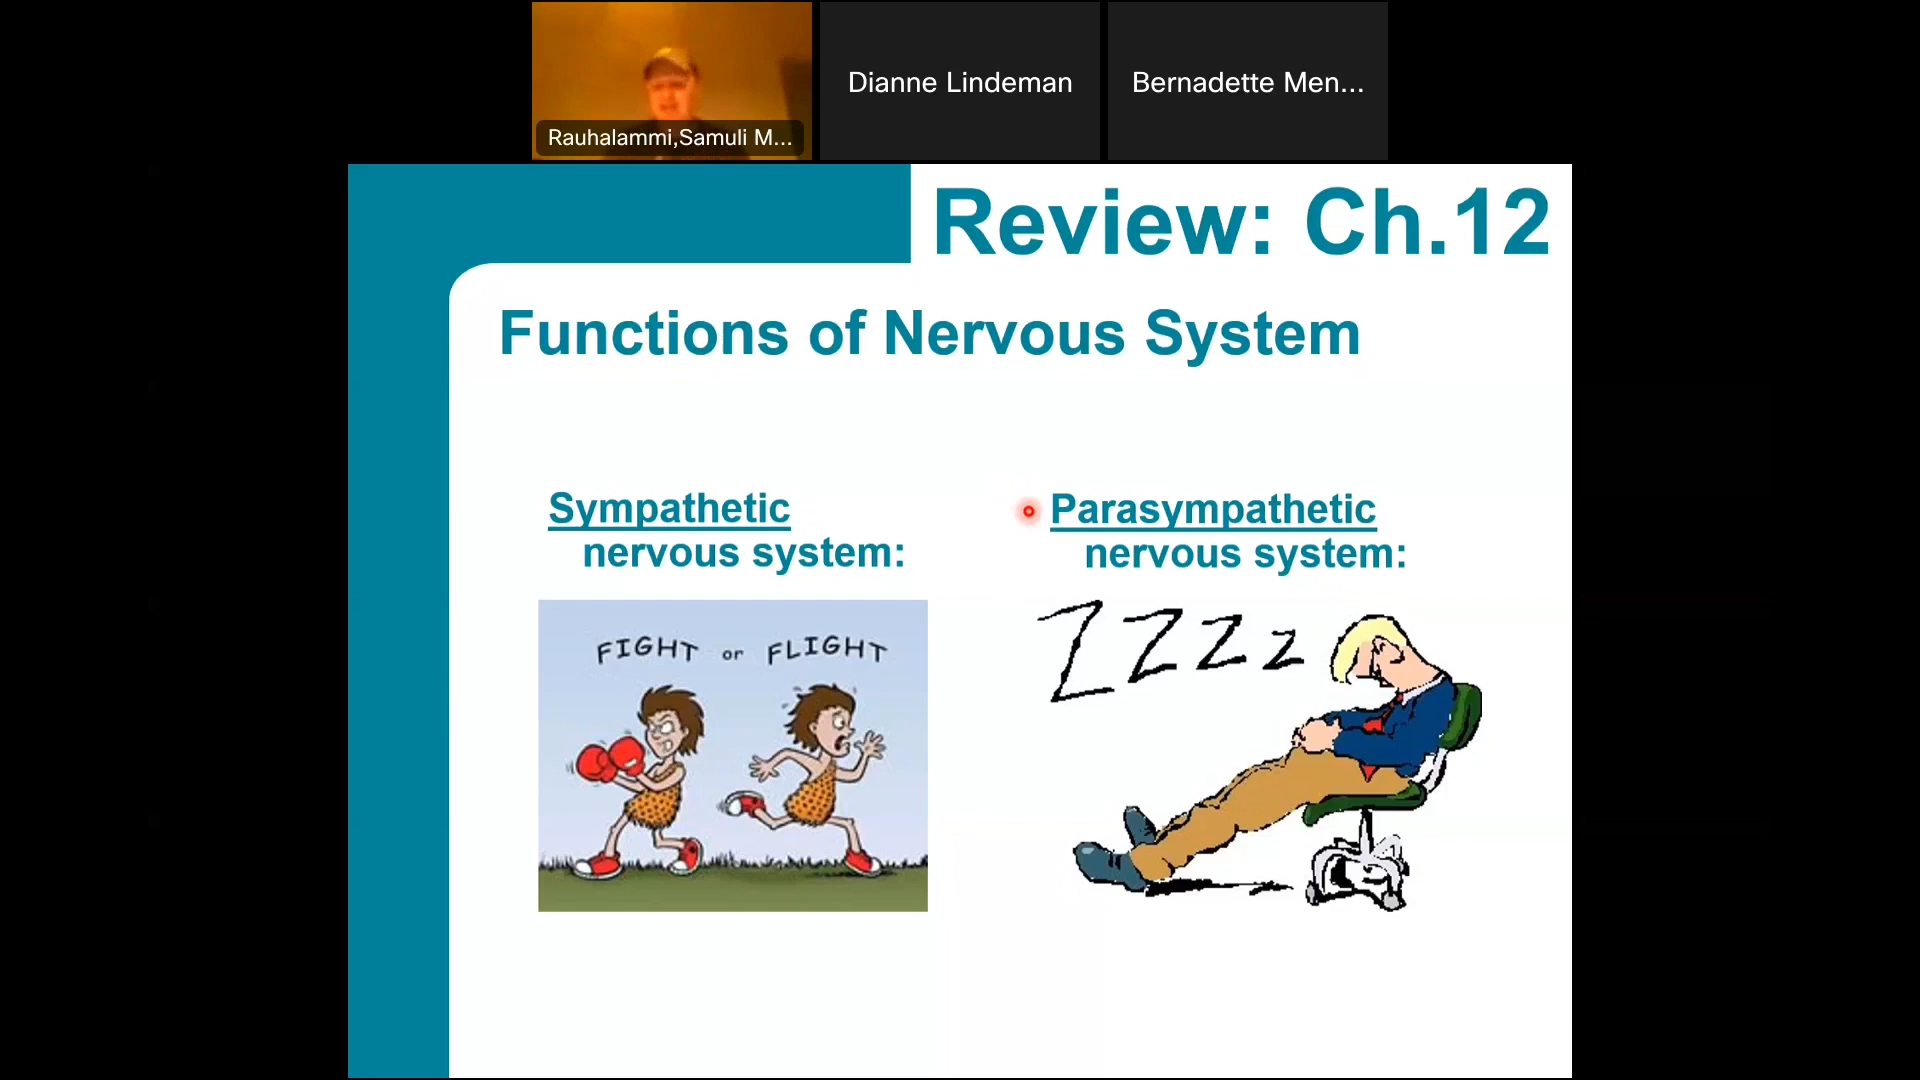 Rauhalammi,Samuli M...
Dianne Lindeman
Bernadette Men...
Review: Ch.12
Functions of Nervous System
Sympathetic
nervous system:
Parasympathetic
nervous system:
FIGHT or FLIGHT
ZZZz